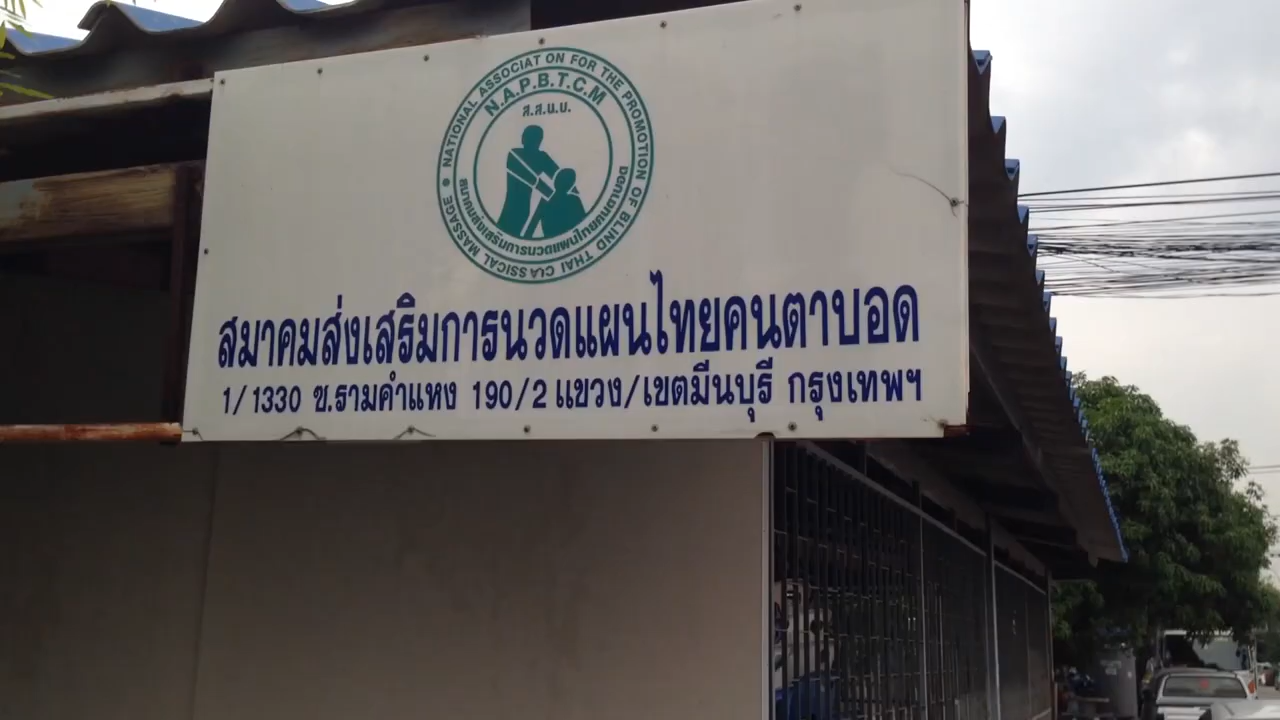 NATIONAL ASSOCIATION FOR THE PROMOTION OF BLIND THAI CLASSICAL MASSAGE
N.A.P.B.T.C.M
ส.ส.น.บ.
สมาคมส่งเสริมการนวดแผนไทยคนตาบอด
สมาคมส่งเสริมการนวดแผนไทยคนตาบอด
1/1330 ซ.รามคำแหง 190/2 แขวง/เขตมีนบุรี กรุงเทพฯ